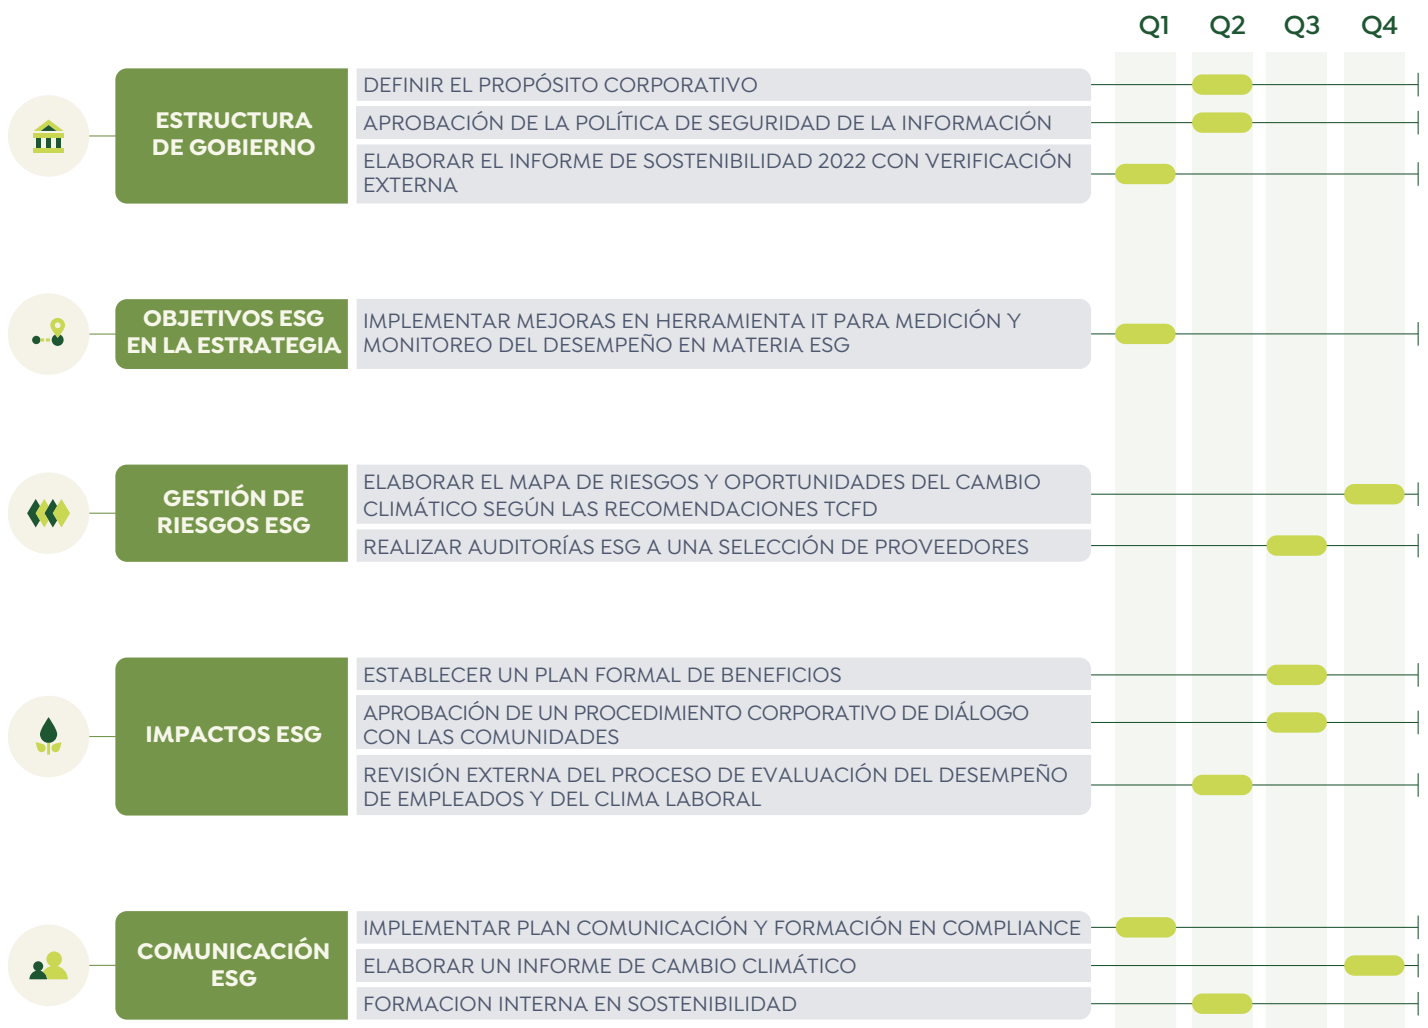 Q1 Q2 Q3 Q4
ESTRUCTURA
DE GOBIERNO
DEFINIR EL PROPÓSITO CORPORATIVO
APROBACIÓN DE LA POLÍTICA DE SEGURIDAD DE LA INFORMACIÓN
ELABORAR EL INFORME DE SOSTENIBILIDAD 2022 CON VERIFICACIÓN
EXTERNA
OBJETIVOS ESG
EN LA ESTRATEGIA
IMPLEMENTAR MEJORAS EN HERRAMIENTA IT PARA MEDICIÓN Y
MONITOREO DEL DESEMPEÑO EN MATERIA ESG
GESTIÓN DE
RIESGOS ESG
ELABORAR EL MAPA DE RIESGOS Y OPORTUNIDADES DEL CAMBIO
CLIMÁTICO SEGÚN LAS RECOMENDACIONES TCFD
REALIZAR AUDITORÍAS ESG A UNA SELECCIÓN DE PROVEEDORES
IMPACTOS ESG
ESTABLECER UN PLAN FORMAL DE BENEFICIOS
APROBACIÓN DE UN PROCEDIMIENTO CORPORATIVO DE DIÁLOGO
CON LAS COMUNIDADES
REVISIÓN EXTERNA DEL PROCESO DE EVALUACIÓN DEL DESEMPEÑO
DE EMPLEADOS Y DEL CLIMA LABORAL
COMUNICACIÓN
ESG
IMPLEMENTAR PLAN COMUNICACIÓN Y FORMACIÓN EN COMPLIANCE
ELABORAR UN INFORME DE CAMBIO CLIMÁTICO
FORMACION INTERNA EN SOSTENIBILIDAD